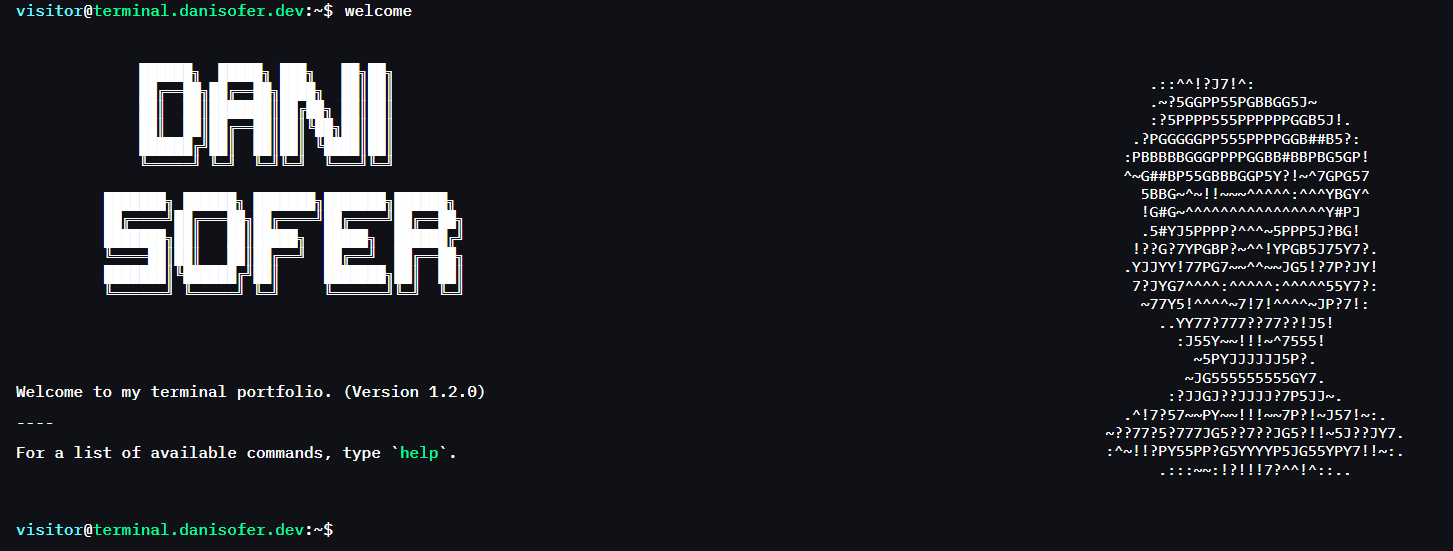 visitor@terminal.danisofer.dev:~$ welcome
DANI
SOFER
.::^^!?J7!^:
.~?5GGPP55PGBBGG5J~
:?5PPPP555PPPPPPGGB5J!.
.?PGGGGGPP555PPPPGGB##B5?:
:PBBBBBGGGPPPPGGBB#BBPBG5GP!
^~G##BP55GBBBGGP5Y?!~^7GPG57
5BBG~^~!!~~~^^^^^:^^^YBGY^
!G#G~^^^^^^^^^^^^^^^^Y#PJ
.5#YJ5PPPP?^^^~5PPP5J?BG!
!??G?7YPGBP?~^^!YPGB5J75Y7?.
.YJJYY!77PG7~~^^~~JG5!?7P?JY!
7?JYG7^^^^:^^^^^:^^^^^55Y7?:
~77Y5!^^^^~7!7!^^^^~JP?7!:
..YY77?777??77??!J5!
:J55Y~~!!!~^7555!
~5PYJJJJJJ5P?.
~JG555555555GY7.
:?JJGJ??JJJJ?7P5JJ~.
.^!7?57~~PY~~!!!~~7P?!~J57!~:.
~??77?5?777JG5??7??JG5?!!~5J??JY7.
:^~!!?PY55PP?G5YYYYP5JG55YPY7!!~:.
.:::~~:!?!!!7?^^!^::..
Welcome to my terminal portfolio. (Version 1.2.0)
----
For a list of available commands, type `help`.
visitor@terminal.danisofer.dev:~$